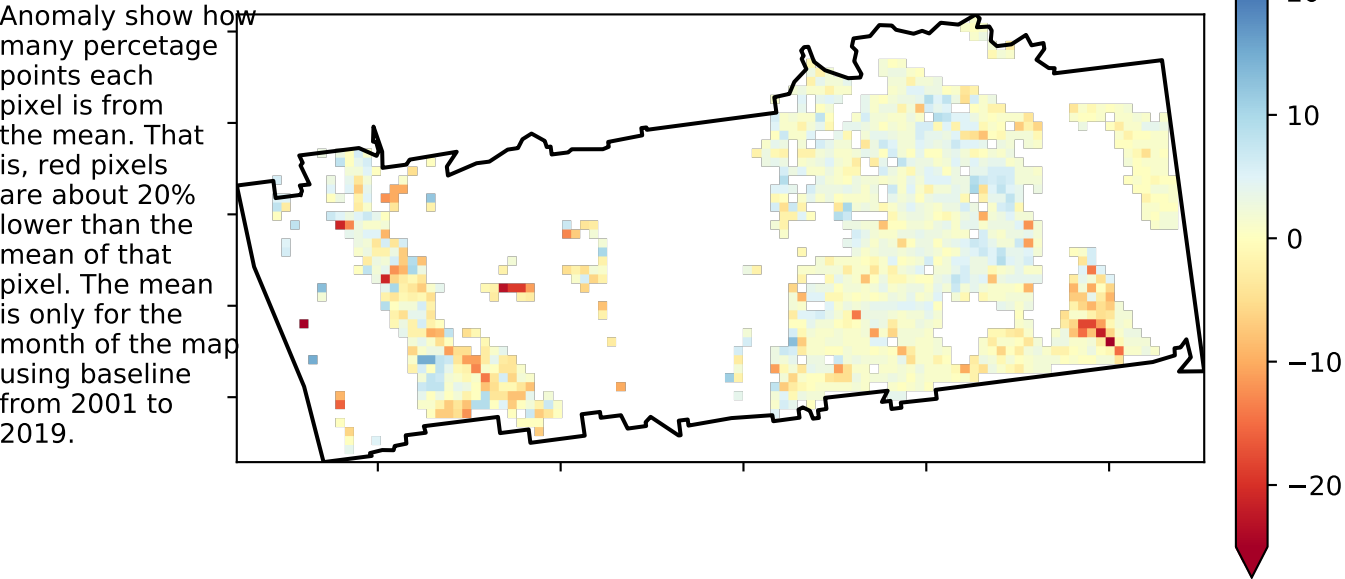 Anomaly show how
many percetage
points each
pixel is from
the mean. That
is, red pixels
are about 20%
lower than the
mean of that
pixel. The mean
is only for the
month of the map
using baseline
from 2001 to
2019.
10
0
−10
−20